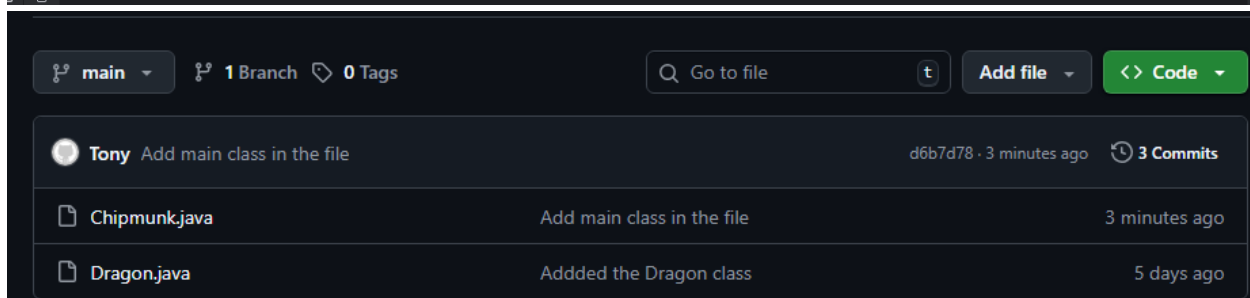 main 1 Branch 0 Tags Go to file t Add file <> Code
Tony Add main class in the file d6b7d78 · 3 minutes ago 3 Commits
Chipmunk.java Add main class in the file 3 minutes ago
Dragon.java Addded the Dragon class 5 days ago